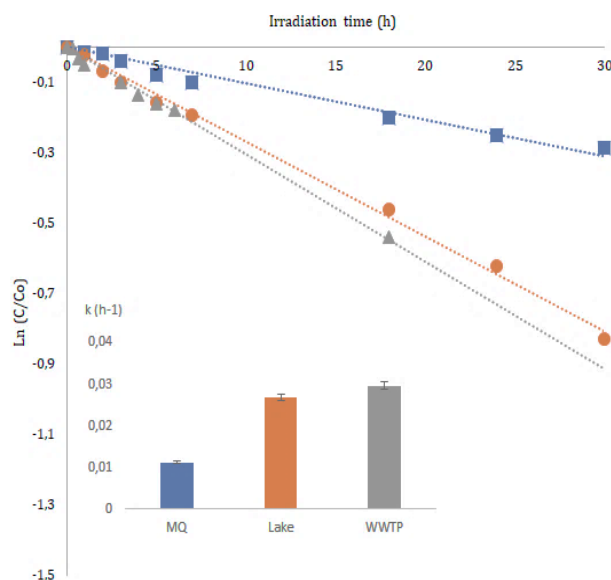 Irradiation time (h)
0 5 10 15 20 25 30
-0,1
-0,3
-0,5
-0,7
-0,9
-1,1
-1,3
-1,5
Ln (C/Co)
k (h-1)
0,04
0,03
0,02
0,01
0
MQ Lake WWTP